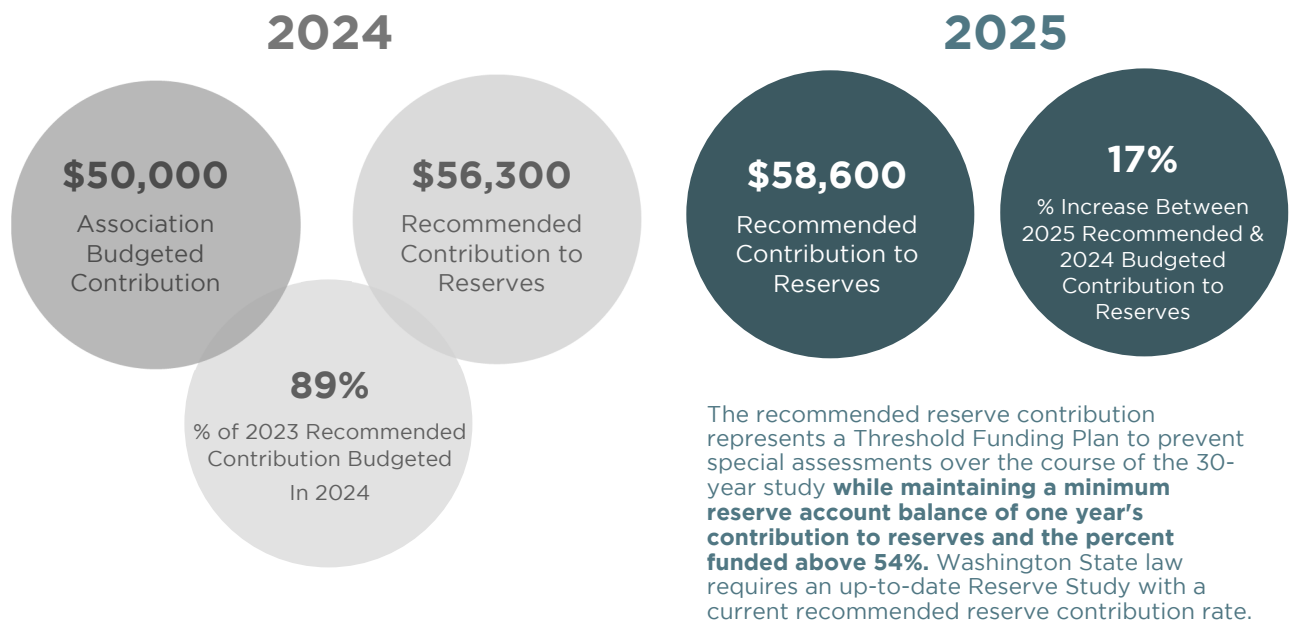 2024
$50,000
Association
Budgeted
Contribution
$56,300
Recommended
Contribution to
Reserves
89%
% of 2023 Recommended
Contribution Budgeted
In 2024
2025
$58,600
Recommended
Contribution to
Reserves
17%
% Increase Between
2025 Recommended &
2024 Budgeted
Contribution to
Reserves
The recommended reserve contribution
represents a Threshold Funding Plan to prevent
special assessments over the course of the 30-
year study while maintaining a minimum
reserve account balance of one year's
contribution to reserves and the percent
funded above 54%. Washington State law
requires an up-to-date Reserve Study with a
current recommended reserve contribution rate.